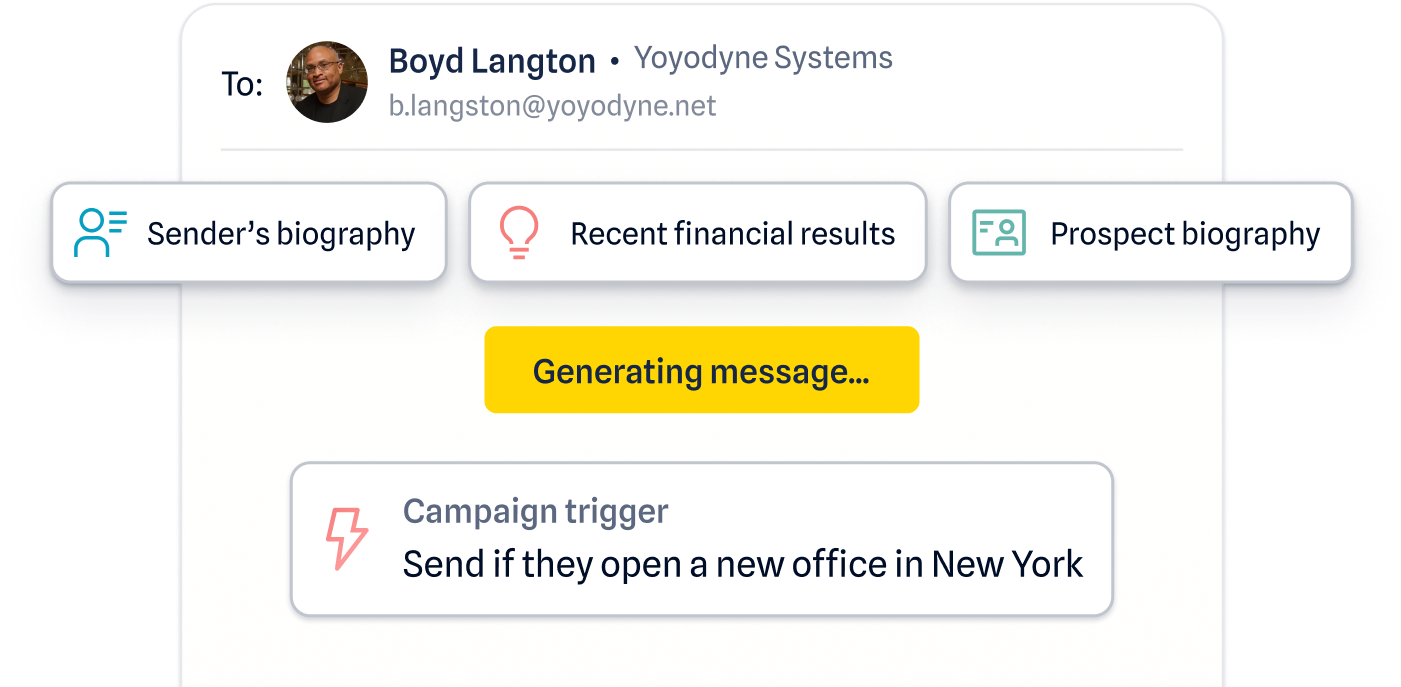 To:
Boyd Langton • Yoyodyne Systems
b.langston@yoyodyne.net
Sender’s biography
Recent financial results
Prospect biography
Generating message...
Campaign trigger
Send if they open a new office in New York